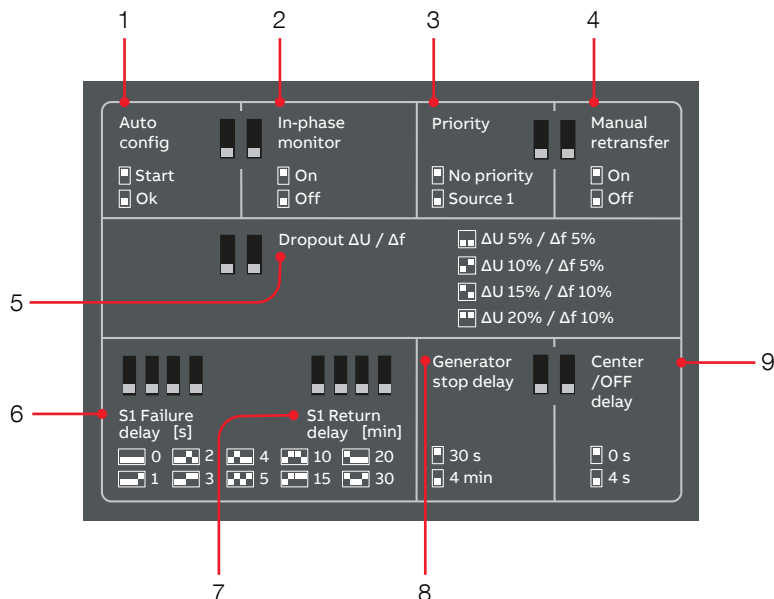 1
2
3
4
Auto
config
Start
Ok
In-phase
monitor
On
Off
Priority
No priority
Source 1
Manual
retransfer
On
Off
5
Dropout ΔU / Δf
ΔU 5% / Δf 5%
ΔU 10% / Δf 5%
ΔU 15% / Δf 10%
ΔU 20% / Δf 10%
6
S1 Failure
delay [s]
7
S1 Return
delay [min]
0 2 4 10 20
1 3 5 15 30
8
Generator
stop delay
30 s
4 min
9
Center
/OFF
delay
0 s
4 s